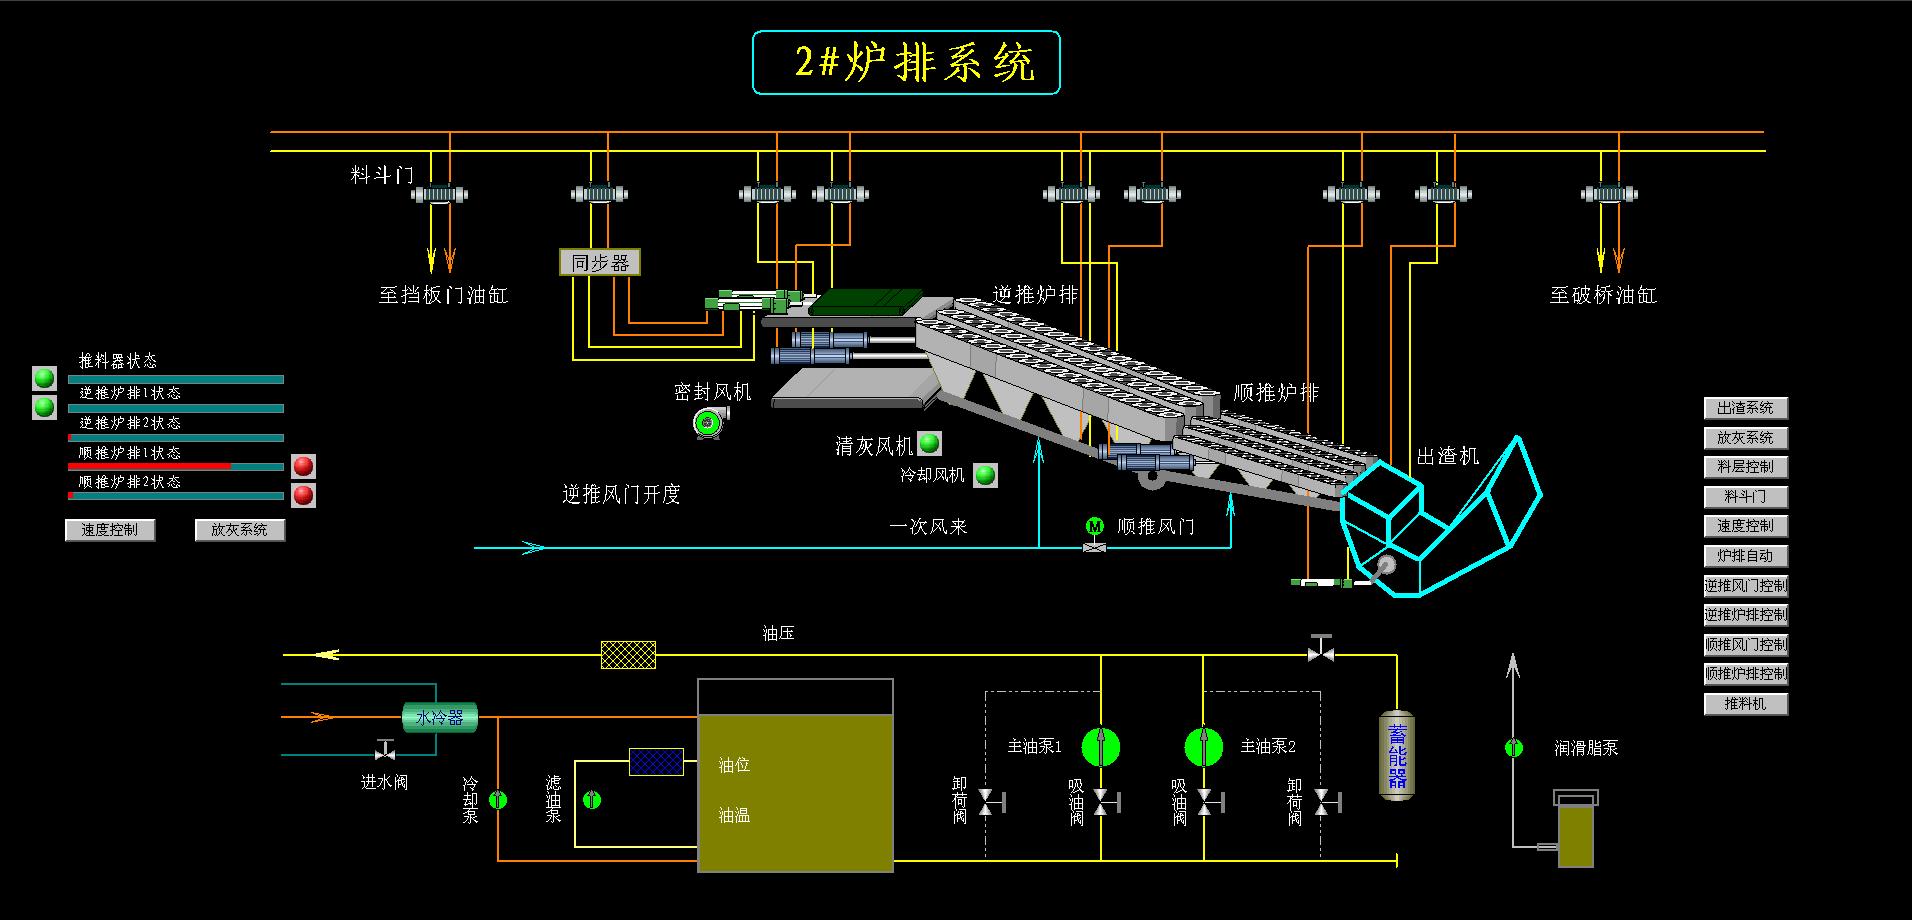 2#炉排系统
料斗门
同步器
至挡板门油缸
逆推炉排
至破桥油缸
推料器状态
逆推炉排1状态
逆推炉排2状态
顺推炉排1状态
顺推炉排2状态
速度控制
放灰系统
密封风机
清灰风机
冷却风机
顺推炉排
出渣机
逆推风门开度
一次风来
M
顺推风门
出渣系统
放灰系统
料层控制
料斗门
速度控制
炉排自动
逆推风门控制
逆推炉排控制
顺推风门控制
顺推炉排控制
推料机
油压
水冷器
进水阀
冷却泵
滤油泵
油位
油温
主油泵1
主油泵2
卸荷阀
吸油阀
吸油阀
卸荷阀
蓄能器
润滑脂泵